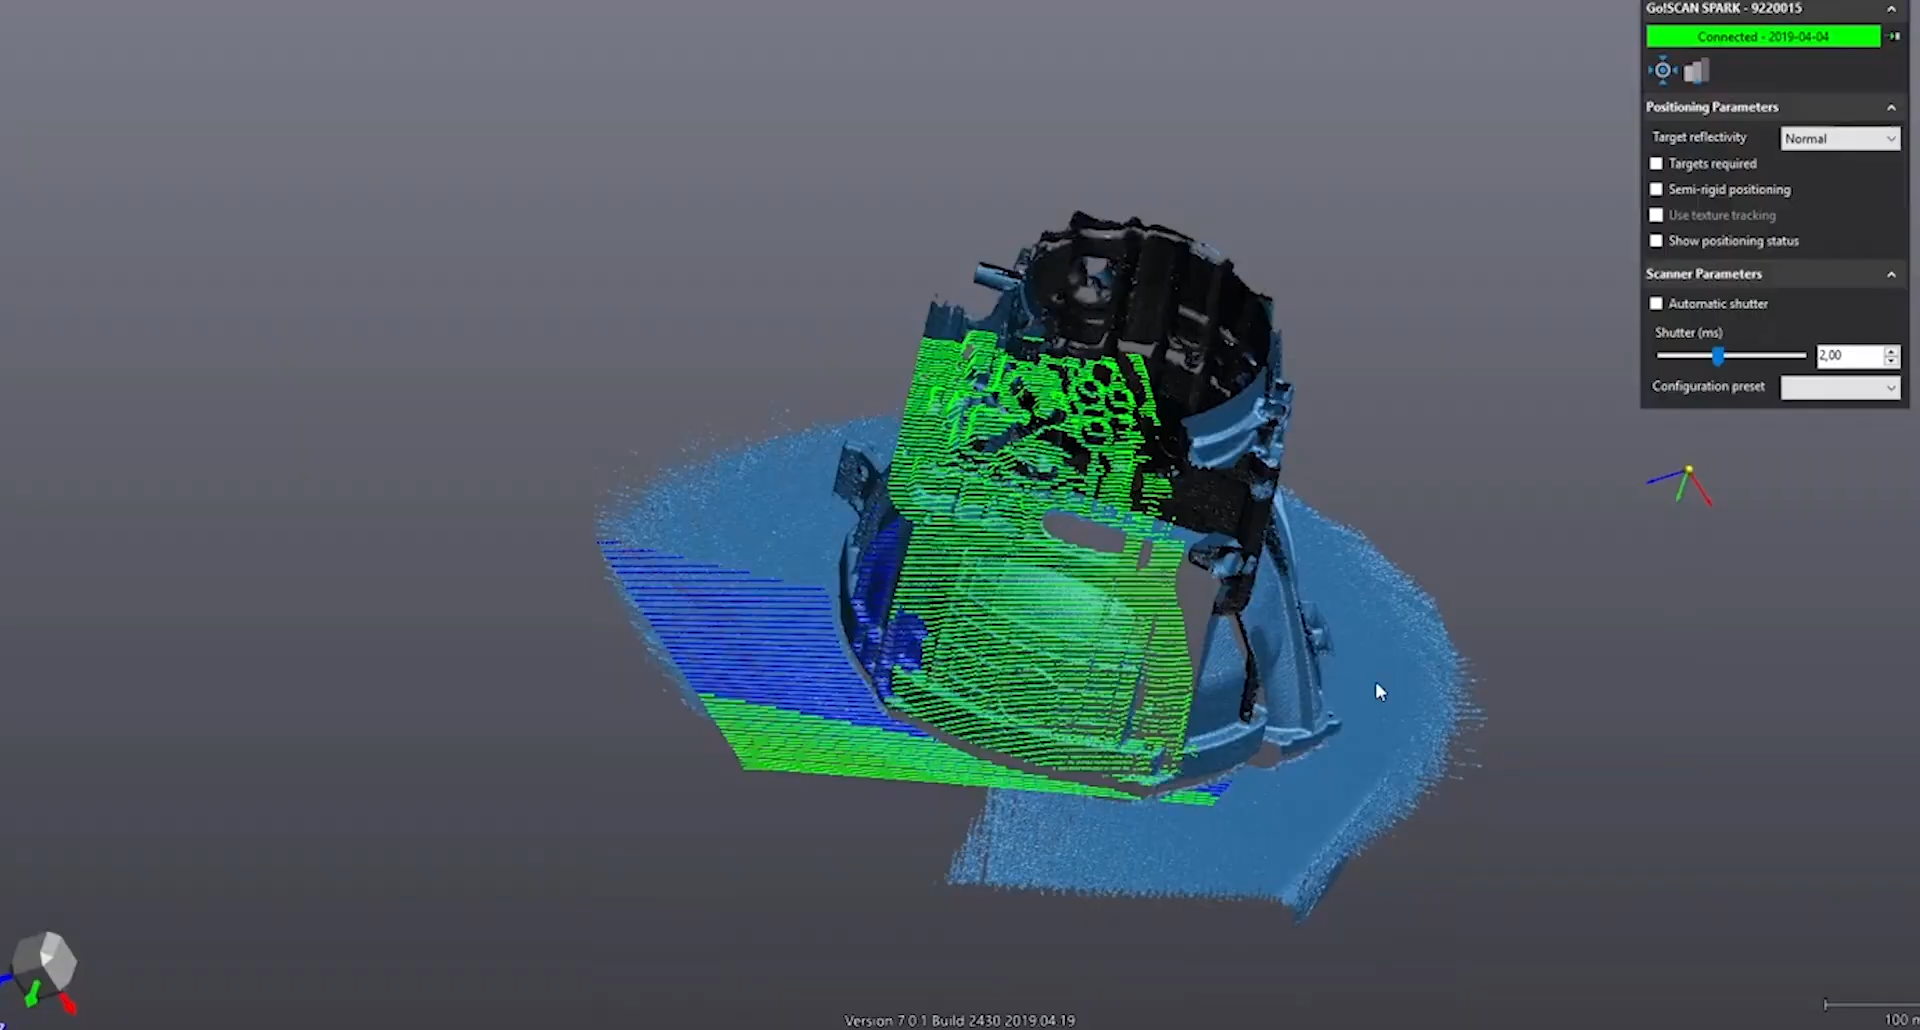 Go!SCAN SPARK - 9220015
Connected - 2019-04-04
Positioning Parameters
Target reflectivity Normal
Targets required
Semi-rigid positioning
Use texture tracking
Show positioning status
Scanner Parameters
Automatic shutter
Shutter (ms)
2,00
Configuration preset
Version 7.0.1 Build 2430 2019.04.19
100